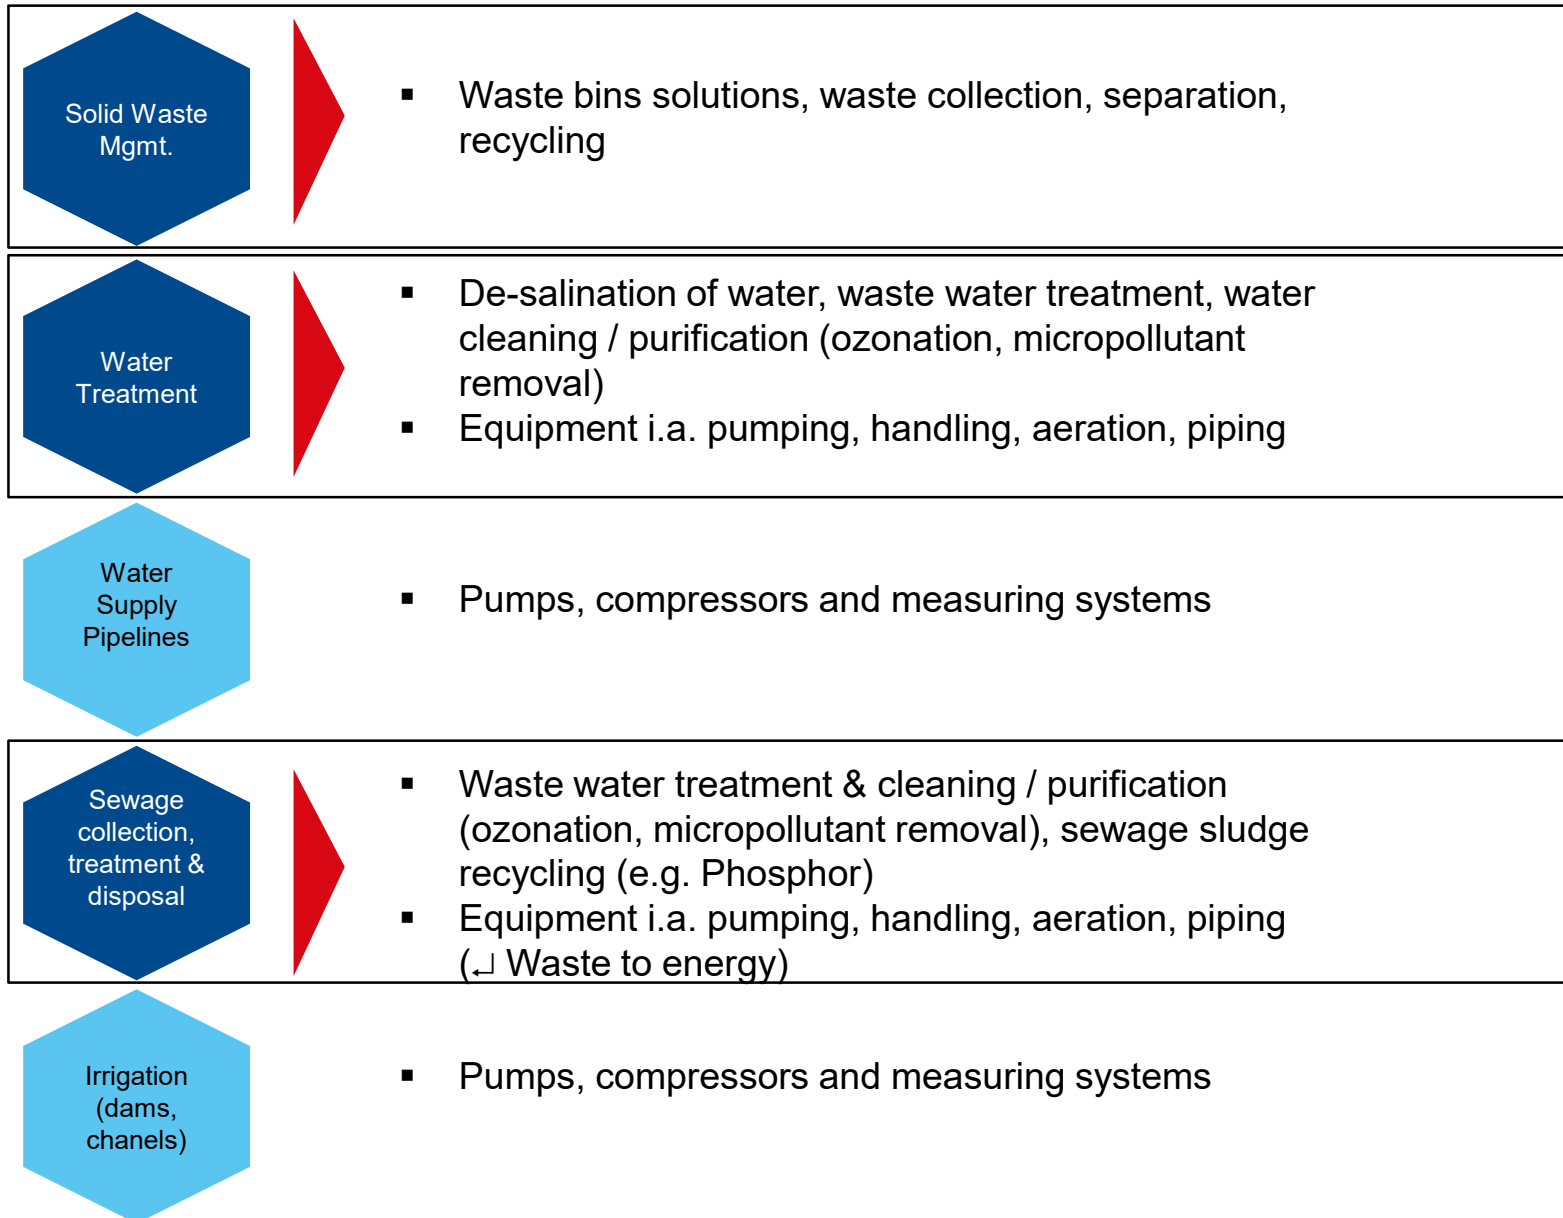 Solid Waste
Mgmt.
▪ Waste bins solutions, waste collection, separation,
recycling
Water
Treatment
▪ De-salination of water, waste water treatment, water
cleaning / purification (ozonation, micropollutant
removal)
▪ Equipment i.a. pumping, handling, aeration, piping
Water
Supply
Pipelines
▪ Pumps, compressors and measuring systems
Sewage
collection,
treatment &
disposal
▪ Waste water treatment & cleaning / purification
(ozonation, micropollutant removal), sewage sludge
recycling (e.g. Phosphor)
▪ Equipment i.a. pumping, handling, aeration, piping
(↵ Waste to energy)
Irrigation
(dams,
chanels)
▪ Pumps, compressors and measuring systems